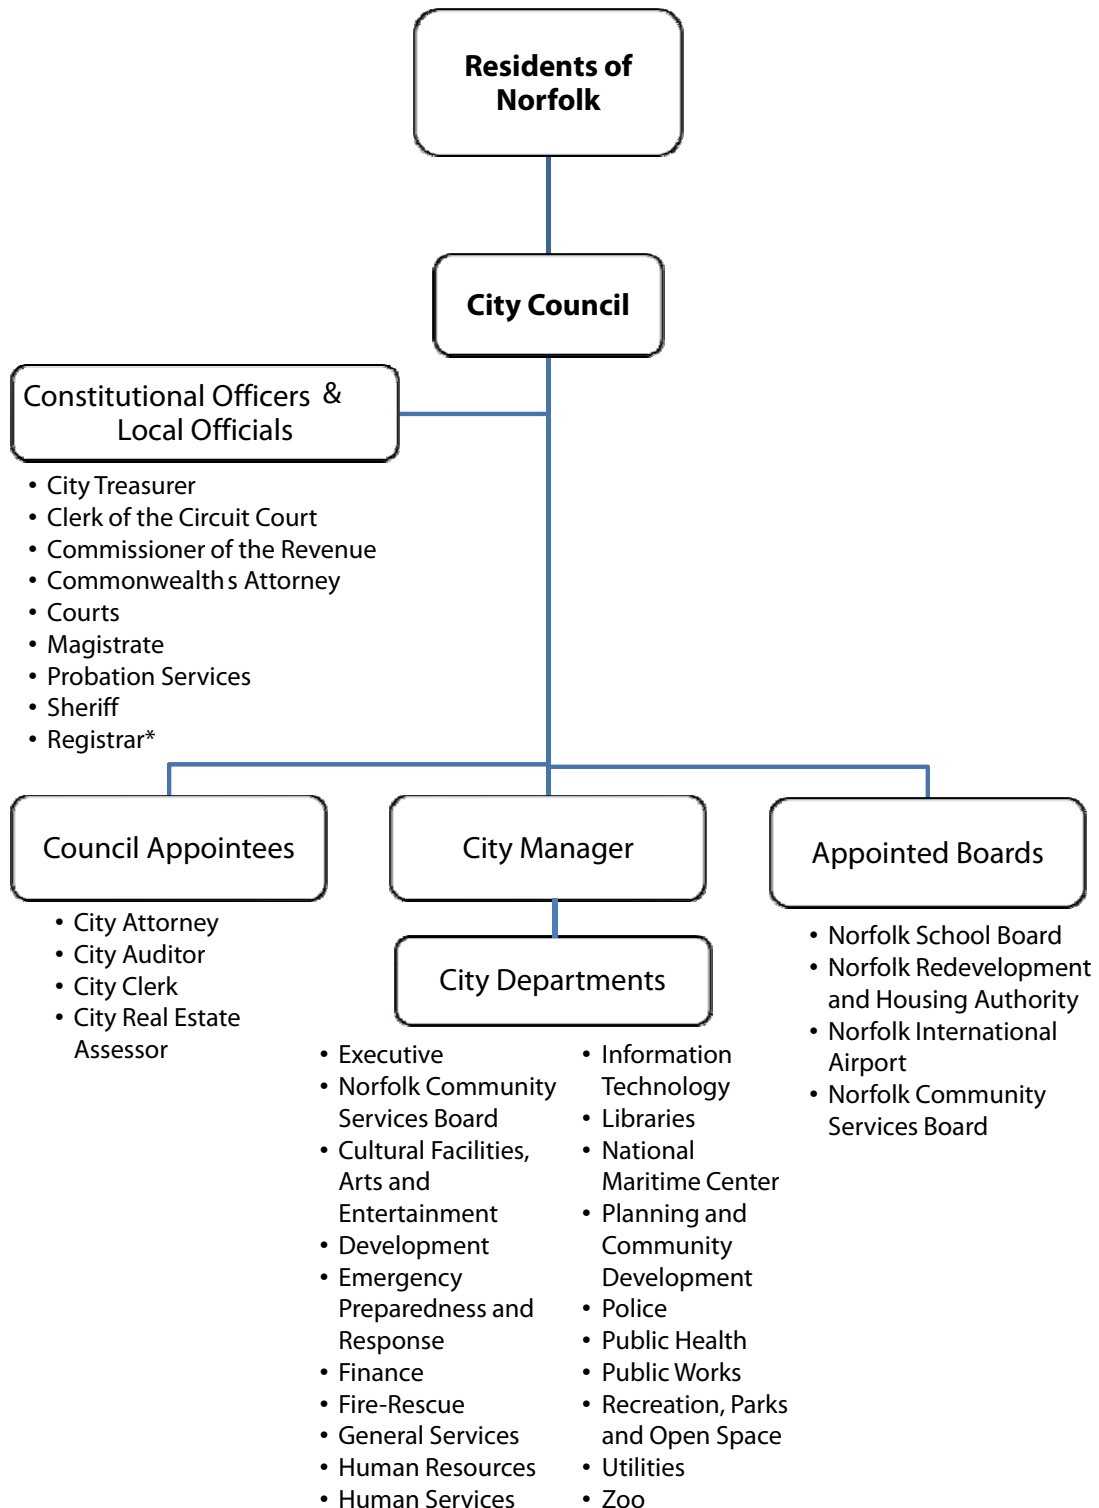 Residents of
Norfolk
City Council
Constitutional Officers &
Local Officials
• City Treasurer
• Clerk of the Circuit Court
• Commissioner of the Revenue
• Commonwealth s Attorney
• Courts
• Magistrate
• Probation Services
• Sheriff
• Registrar*
Council Appointees
• City Attorney
• City Auditor
• City Clerk
• City Real Estate
Assessor
City Manager
City Departments
• Executive
• Norfolk Community
Services Board
• Cultural Facilities,
Arts and
Entertainment
• Development
• Emergency
Preparedness and
Response
• Finance
• Fire-Rescue
• General Services
• Human Resources
• Human Services
• Information
Technology
• Libraries
• National
Maritime Center
• Planning and
Community
Development
• Police
• Public Health
• Public Works
• Recreation, Parks
and Open Space
• Utilities
• Zoo
Appointed Boards
• Norfolk School Board
• Norfolk Redevelopment
and Housing Authority
• Norfolk International
Airport
• Norfolk Community
Services Board